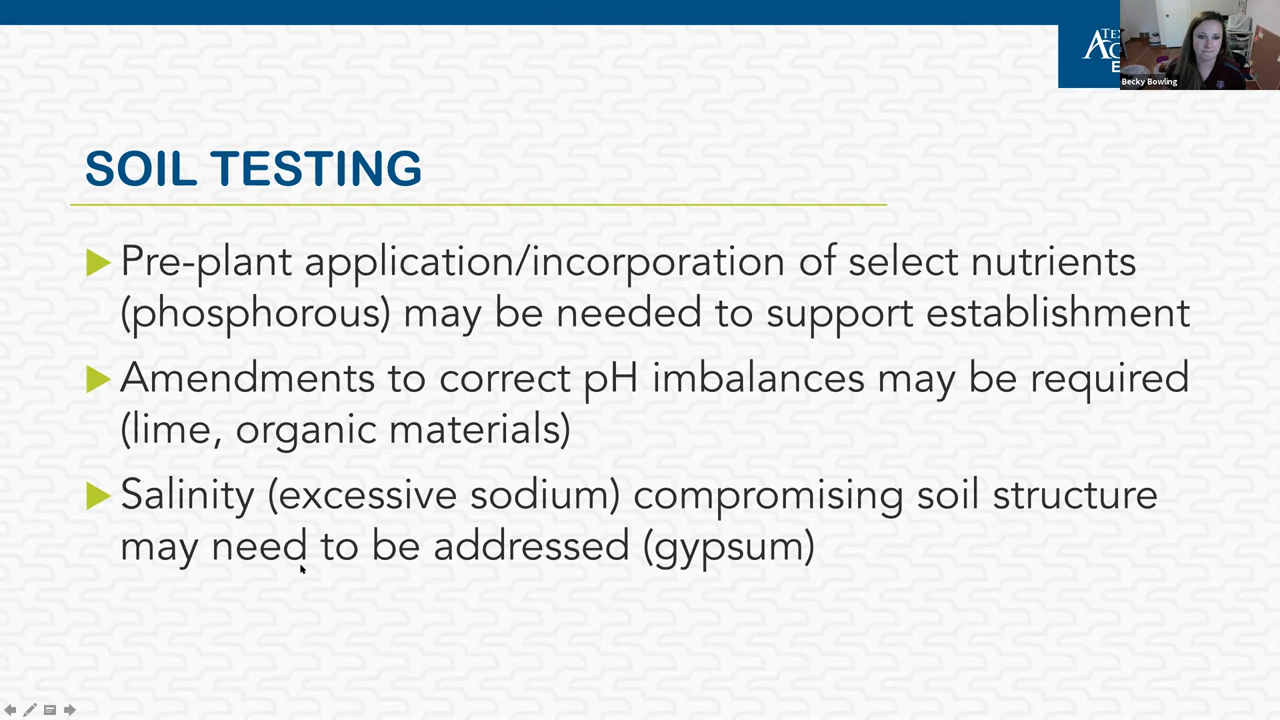 TE
A
E
Becky Bowling
SOIL TESTING
Pre-plant application/incorporation of select nutrients
(phosphorous) may be needed to support establishment
Amendments to correct pH imbalances may be required
(lime, organic materials)
Salinity (excessive sodium) compromising soil structure
may need to be addressed (gypsum)